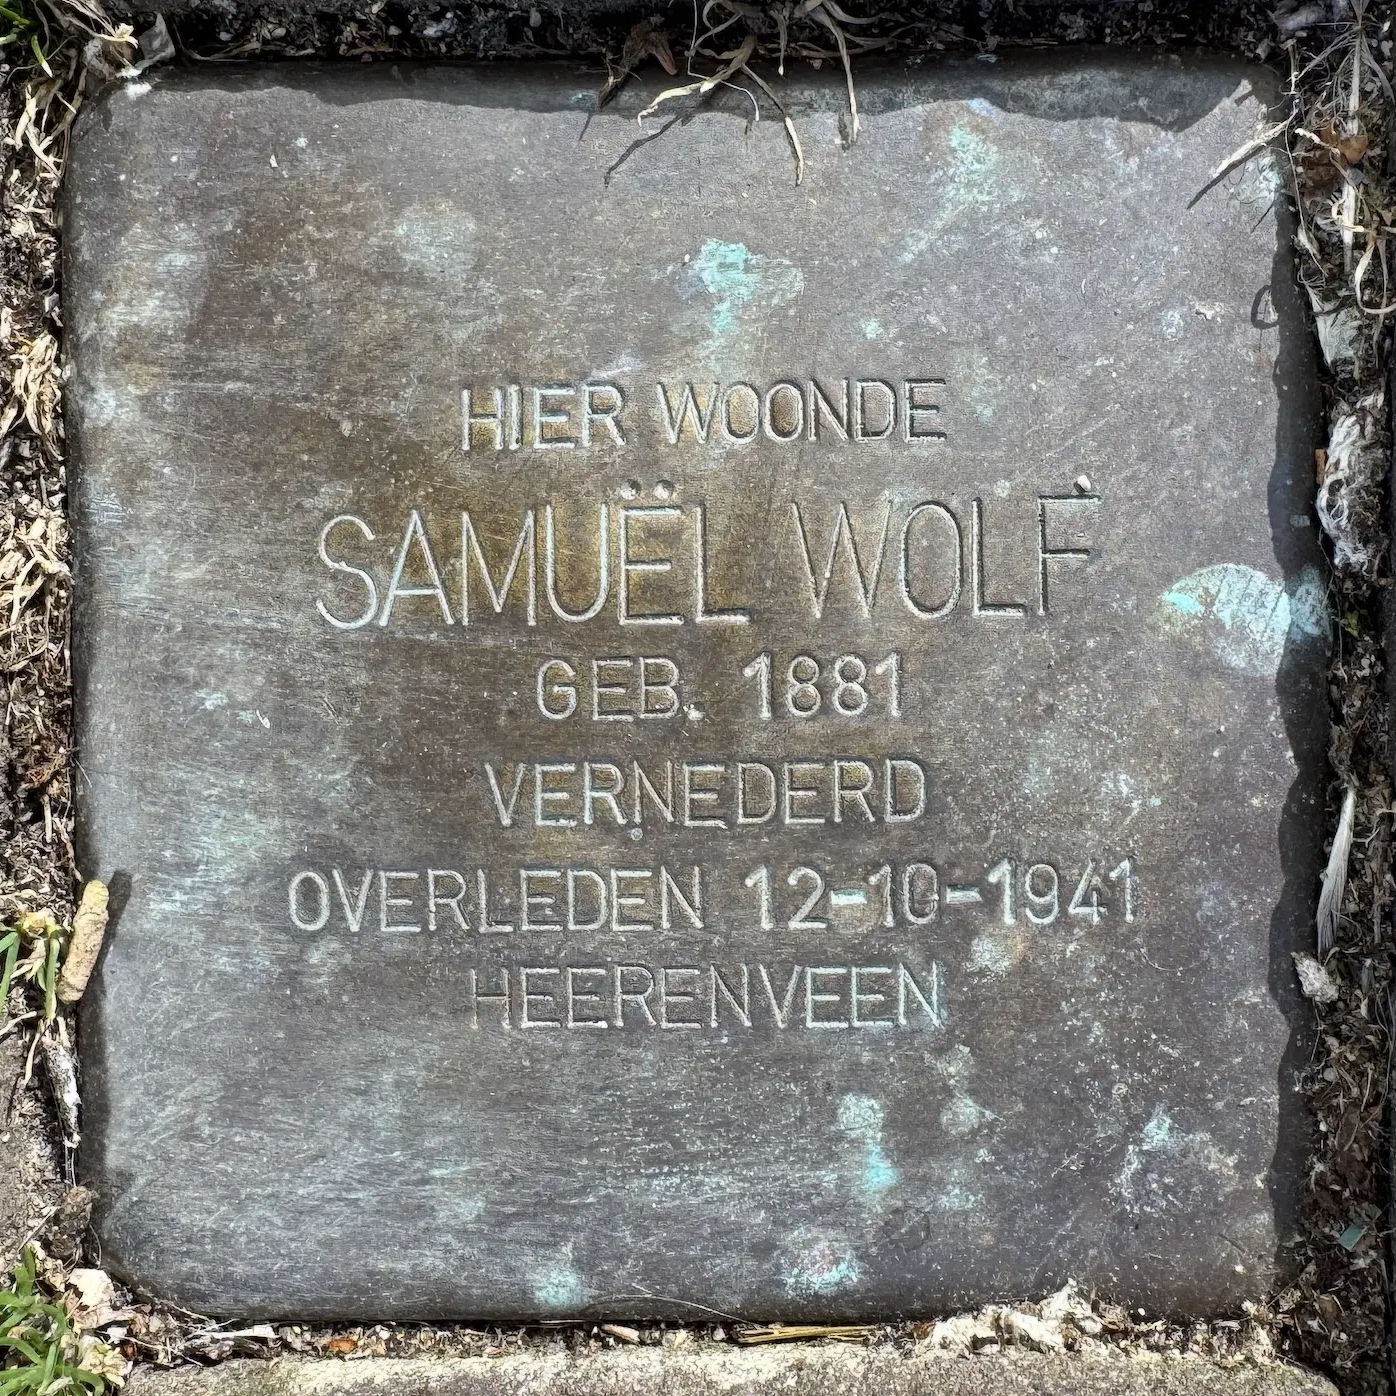 HIER WOONDE
SAMUËL WOLF
GEB. 1881
VERNEDERD
OVERLEDEN 12-10-1941
HEERENVEEN